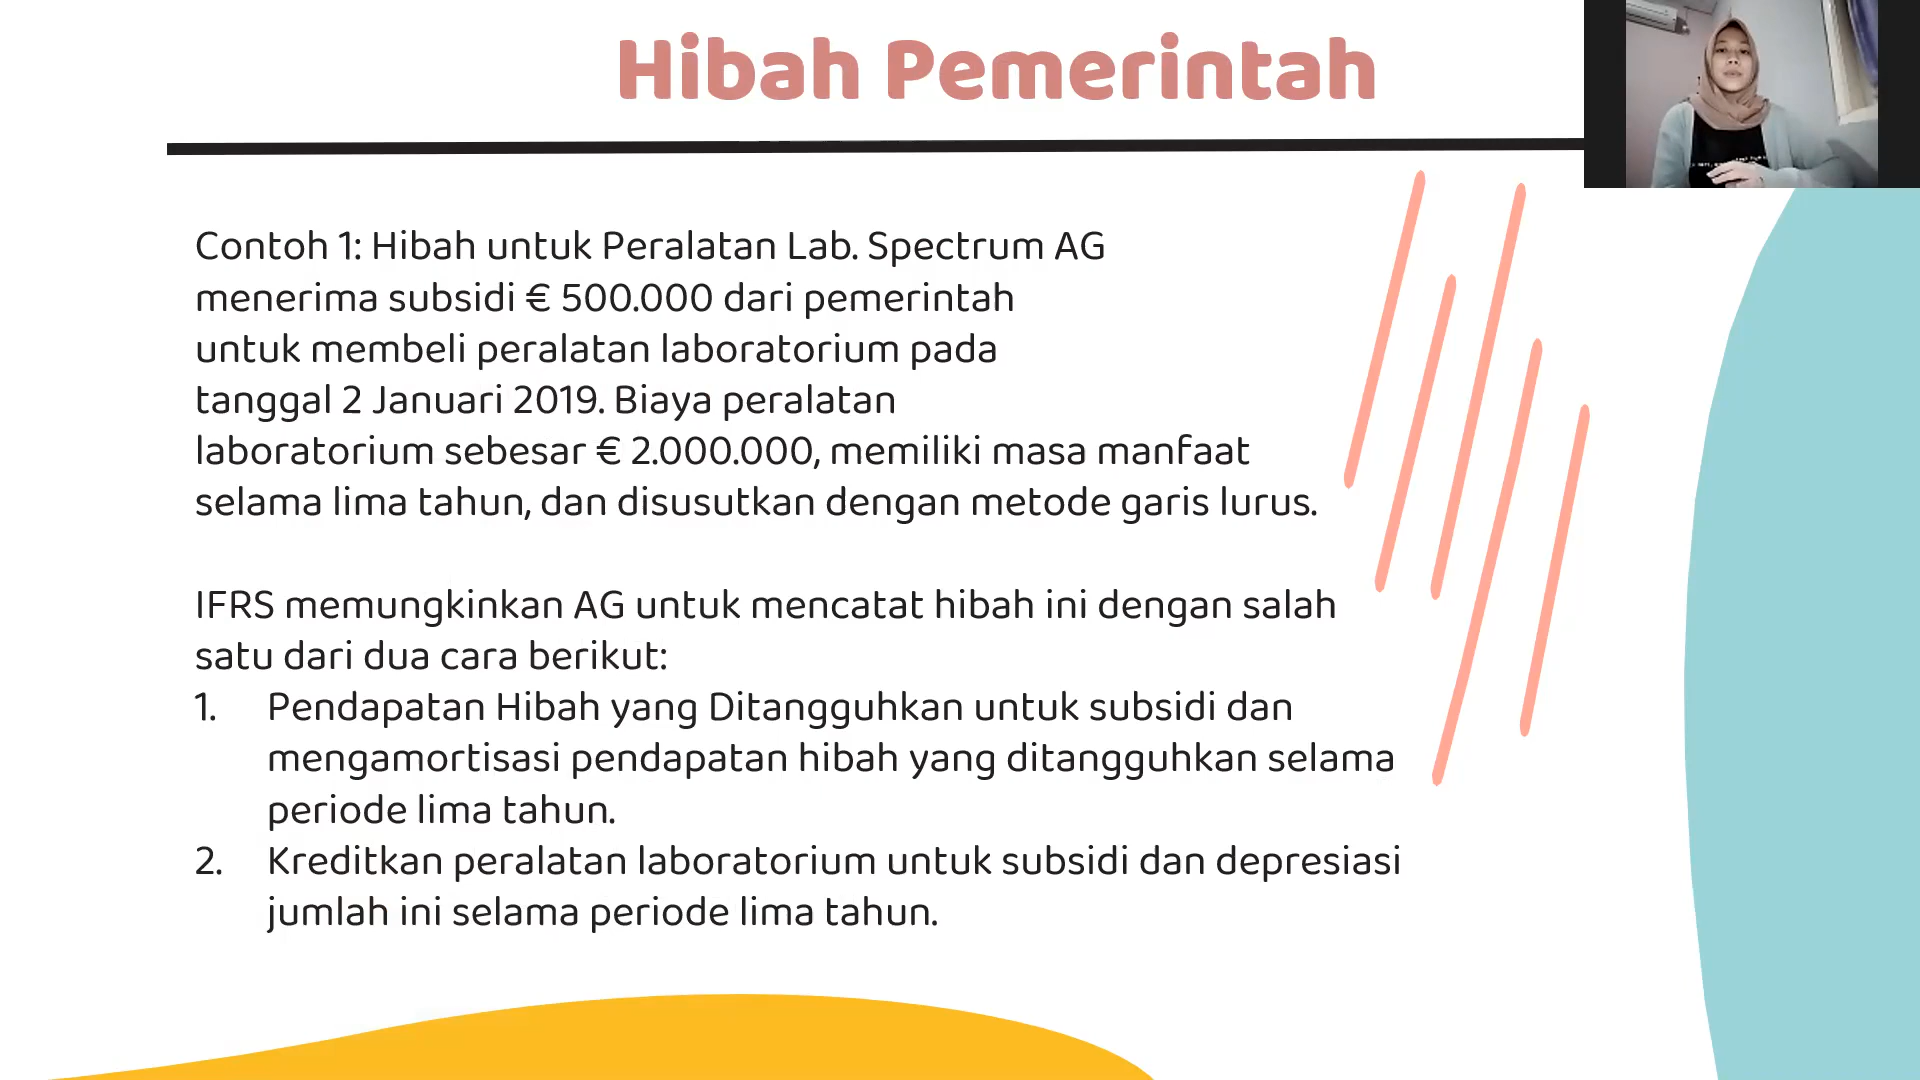 Hibah Pemerintah
Contoh 1: Hibah untuk Peralatan Lab. Spectrum AG
menerima subsidi € 500.000 dari pemerintah
untuk membeli peralatan laboratorium pada
tanggal 2 Januari 2019. Biaya peralatan
laboratorium sebesar € 2.000.000, memiliki masa manfaat
selama lima tahun, dan disusutkan dengan metode garis lurus.
IFRS memungkinkan AG untuk mencatat hibah ini dengan salah
satu dari dua cara berikut:
1. Pendapatan Hibah yang Ditangguhkan untuk subsidi dan
mengamortisasi pendapatan hibah yang ditangguhkan selama
periode lima tahun.
2. Kreditkan peralatan laboratorium untuk subsidi dan depresiasi
jumlah ini selama periode lima tahun.